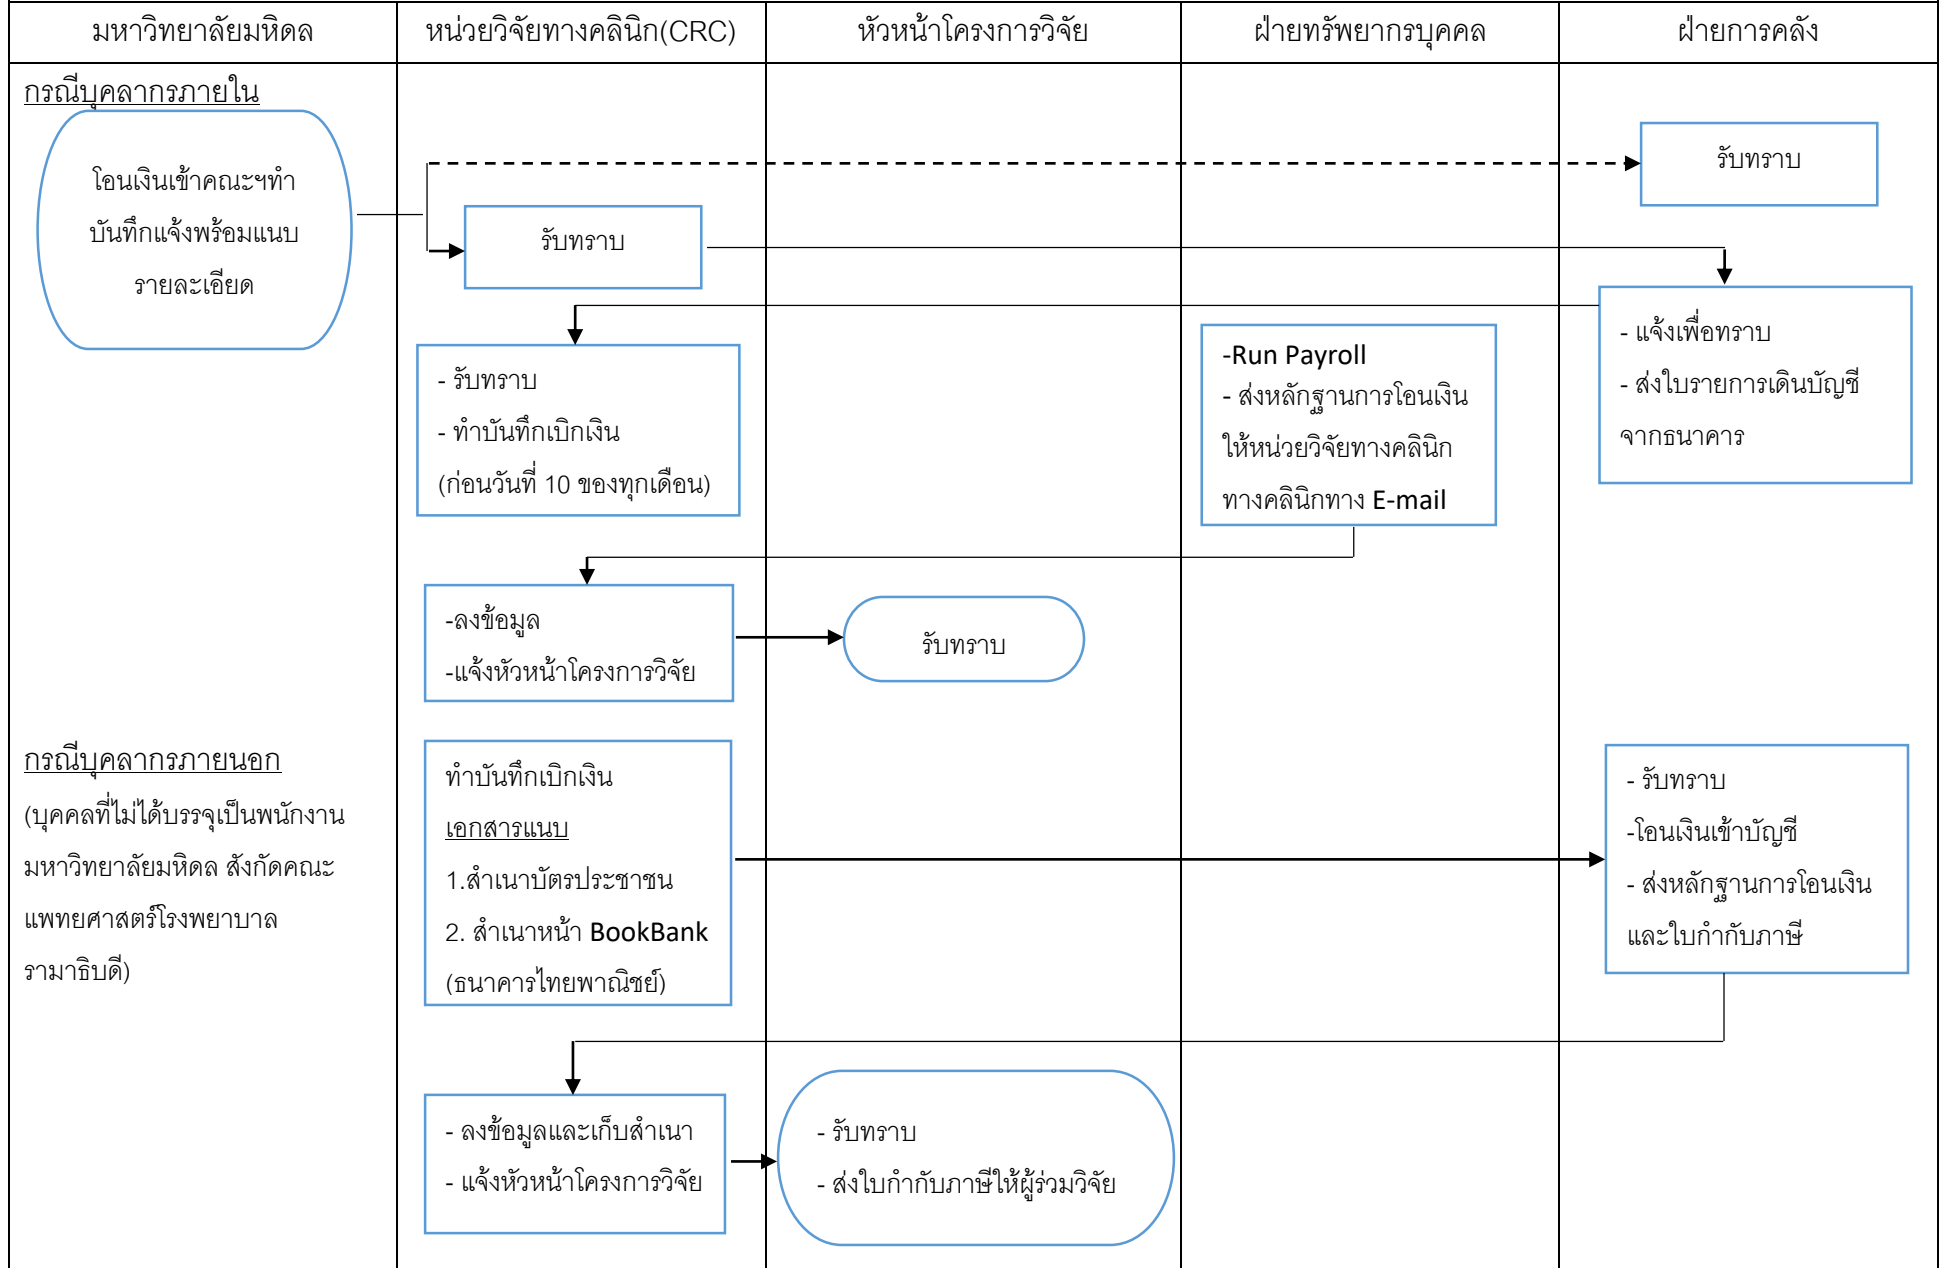 มหาวิทยาลัยมหิดล
หน่วยวิจัยทางคลินิก(CRC)
หัวหน้าโครงการวิจัย
ฝ่ายทรัพยากรบุคคล
ฝ่ายการคลัง
กรณีบุคลากรภายใน
โอนเงินเข้าคณะฯทำ
บันทึกแจ้งพร้อมแนบ
รายละเอียด
รับทราบ
รับทราบ
- แจ้งเพื่อทราบ
- ส่งใบรายการเดินบัญชี
จากธนาคาร
- รับทราบ
- ทำบันทึกเบิกเงิน
(ก่อนวันที่ 10 ของทุกเดือน)
-Run Payroll
- ส่งหลักฐานการโอนเงิน
ให้หน่วยวิจัยทางคลินิก
ทางคลินิกทาง E-mail
-ลงข้อมูล
-แจ้งหัวหน้าโครงการวิจัย
รับทราบ
กรณีบุคลากรภายนอก
(บุคคลที่ไม่ได้บรรจุเป็นพนักงาน
มหาวิทยาลัยมหิดล สังกัดคณะ
แพทยศาสตร์โรงพยาบาล
รามาธิบดี)
ทำบันทึกเบิกเงิน
เอกสารแนบ
1.สำเนาบัตรประชาชน
2. สำเนาหน้า BookBank
(ธนาคารไทยพาณิชย์)
- รับทราบ
-โอนเงินเข้าบัญชี
- ส่งหลักฐานการโอนเงิน
และใบกำกับภาษี
- ลงข้อมูลและเก็บสำเนา
- แจ้งหัวหน้าโครงการวิจัย
- รับทราบ
- ส่งใบกำกับภาษีให้ผู้ร่วมวิจัย